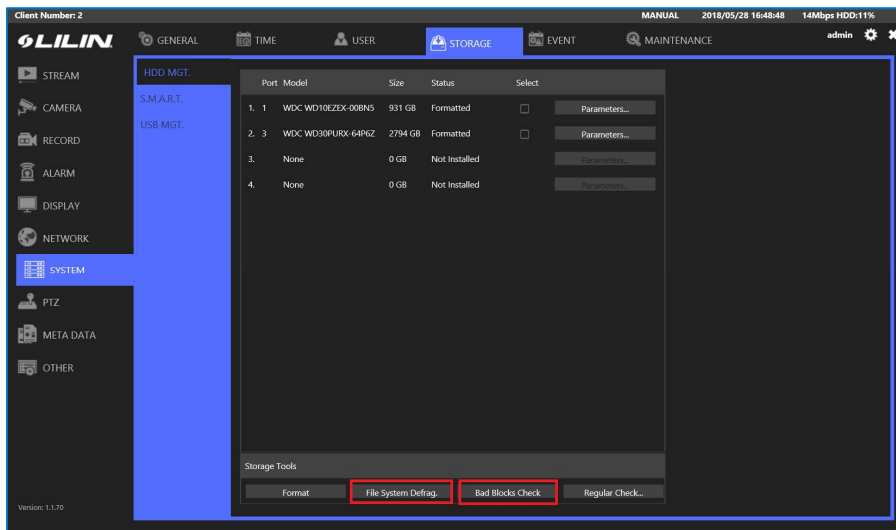 Client Number: 2 MANUAL 2018/05/28 16:48:48 14Mbps HDD:11%
LILIN GENERAL TIME USER STORAGE EVENT MAINTENANCE admin
STREAM
CAMERA
RECORD
ALARM
DISPLAY
NETWORK
SYSTEM
PTZ
META DATA
OTHER
Version: 1.1.70
HDD MGT.
S.M.A.R.T.
USB MGT.
Port Model Size Status Select
1. 1 WDC WD10EZEX-00BN5 931 GB Formatted Parameters...
2. 3 WDC WD30PURX-64P6Z 2794 GB Formatted Parameters...
3. None 0 GB Not Installed Parameters...
4. None 0 GB Not Installed Parameters...
Storage Tools
Format File System Defrag. Bad Blocks Check Regular Check...